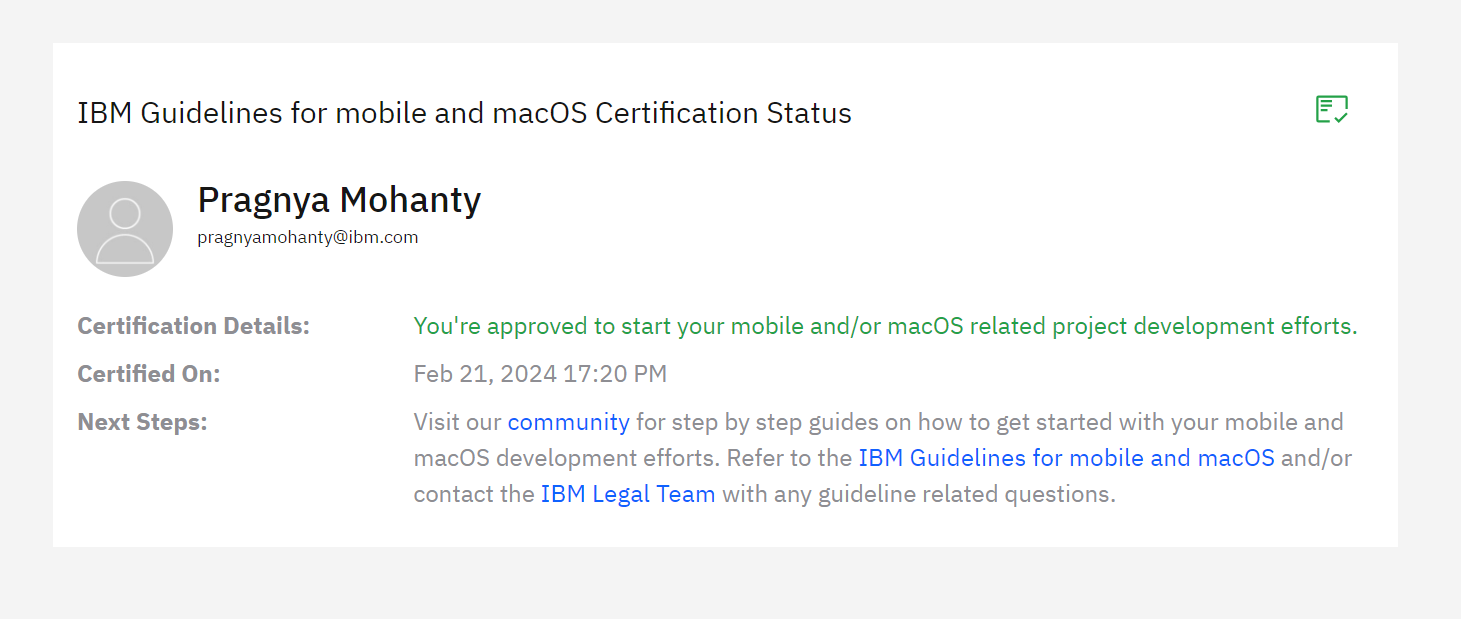 IBM Guidelines for mobile and macOS Certification Status
Pragnya Mohanty
pragnyamohanty@ibm.com
Certification Details: You're approved to start your mobile and/or macOS related project development efforts.
Certified On: Feb 21, 2024 17:20 PM
Next Steps: Visit our community for step by step guides on how to get started with your mobile and
macOS development efforts. Refer to the IBM Guidelines for mobile and macOS and/or
contact the IBM Legal Team with any guideline related questions.